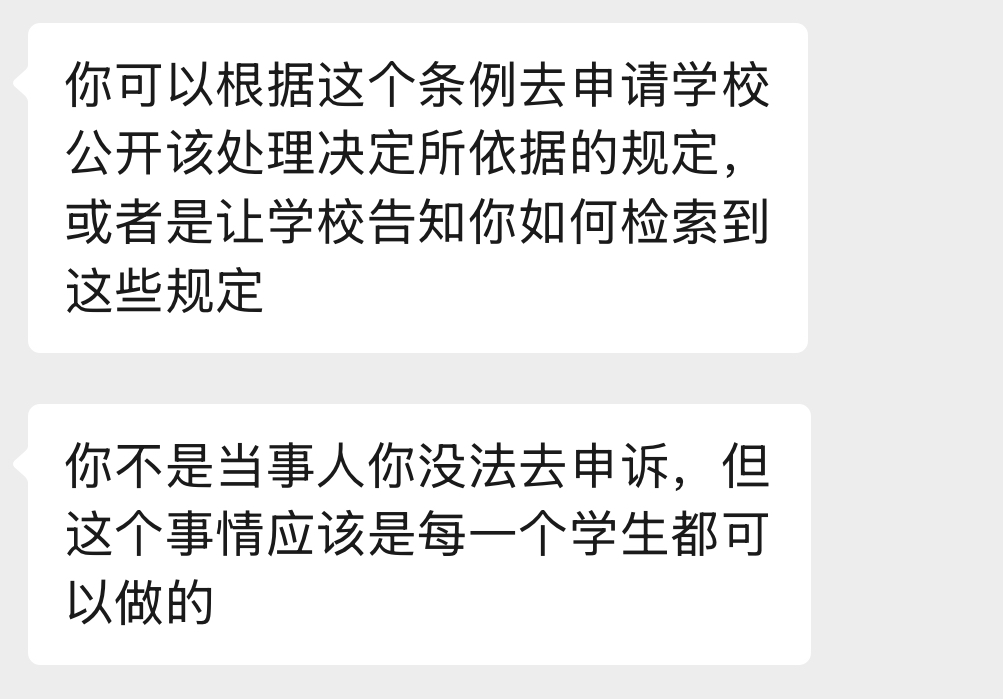 你可以根据这个条例去申请学校
公开该处理决定所依据的规定，
或者是让学校告知你如何检索到
这些规定
你不是当事人你没法去申诉，但
这个事情应该是每一个学生都可
以做的